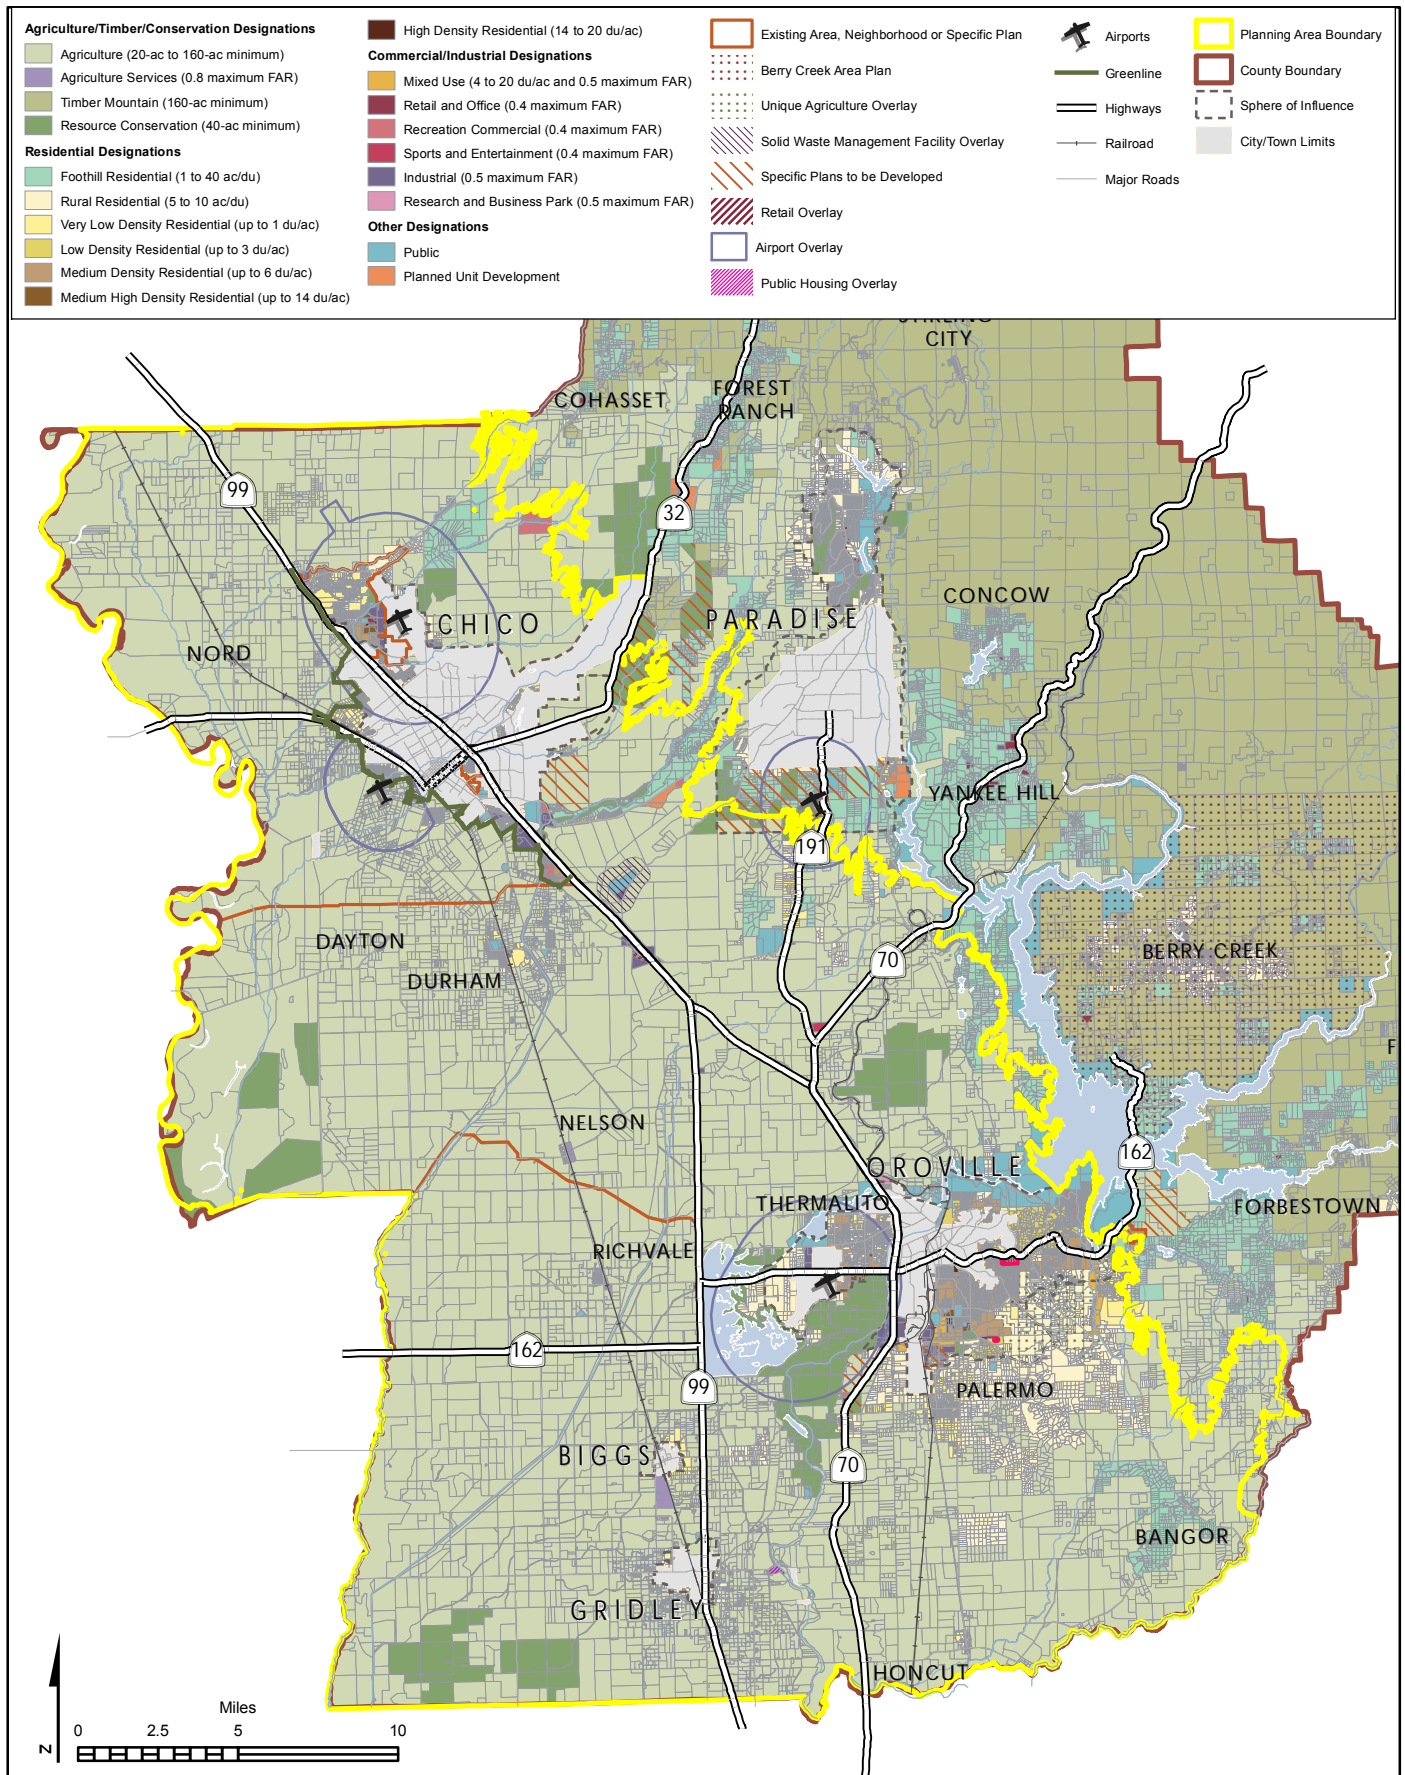 Agriculture/Timber/Conservation Designations
Agriculture (20-ac to 160-ac minimum)
Agriculture Services (0.8 maximum FAR)
Timber Mountain (160-ac minimum)
Resource Conservation (40-ac minimum)
Residential Designations
Foothill Residential (1 to 40 ac/du)
Rural Residential (5 to 10 ac/du)
Very Low Density Residential (up to 1 du/ac)
Low Density Residential (up to 3 du/ac)
Medium Density Residential (up to 6 du/ac)
Medium High Density Residential (up to 14 du/ac)
High Density Residential (14 to 20 du/ac)
Commercial/Industrial Designations
Mixed Use (4 to 20 du/ac and 0.5 maximum FAR)
Retail and Office (0.4 maximum FAR)
Recreation Commercial (0.4 maximum FAR)
Sports and Entertainment (0.4 maximum FAR)
Industrial (0.5 maximum FAR)
Research and Business Park (0.5 maximum FAR)
Other Designations
Public
Planned Unit Development
Existing Area, Neighborhood or Specific Plan
Berry Creek Area Plan
Unique Agriculture Overlay
Solid Waste Management Facility Overlay
Specific Plans to be Developed
Retail Overlay
Airport Overlay
Public Housing Overlay
Airports
Greenline
Highways
Railroad
Major Roads
Planning Area Boundary
County Boundary
Sphere of Influence
City/Town Limits
STIRLING
CITY
COHASSET
FOREST
RANCH
99
32
CHICO
PARADISE
CONCOW
NORD
YANKEE HILL
191
DAYTON
DURHAM
70
BERRY CREEK
F
NELSON
OROVILLE
162
THERMALITO
FORBESTOWN
RICHVALE
162
99
PALERMO
BIGGS
70
BANGOR
GRIDLEY
HONCUT
Miles
0 2.5 5 10
N